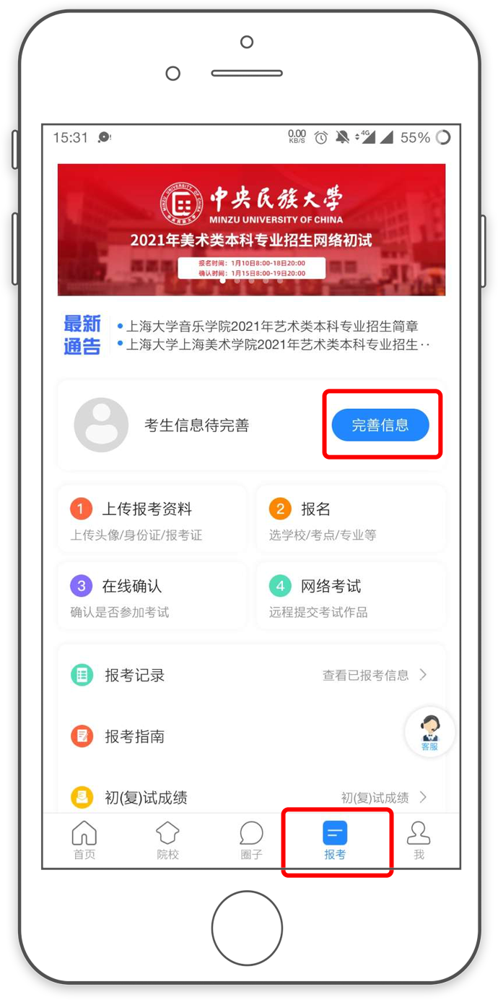 15:31
0.00
KB/S
4G
55%
中央民族大学
MINZU UNIVERSITY OF CHINA
2021年美术类本科专业招生网络初试
报名时间：1月10日8:00-18日20:00
确认时间：1月15日8:00-19日20:00
最新
通告
上海大学音乐学院2021年艺术类本科专业招生简章
上海大学上海美术学院2021年艺术类本科专业招生··
考生信息待完善
完善信息
1 上传报考资料
上传头像/身份证/报考证
2 报名
选学校/考点/专业等
3 在线确认
确认是否参加考试
4 网络考试
远程提交考试作品
报考记录
查看已报考信息
报考指南
客服
初(复)试成绩
初(复)试成绩
首页
院校
圈子
报考
我